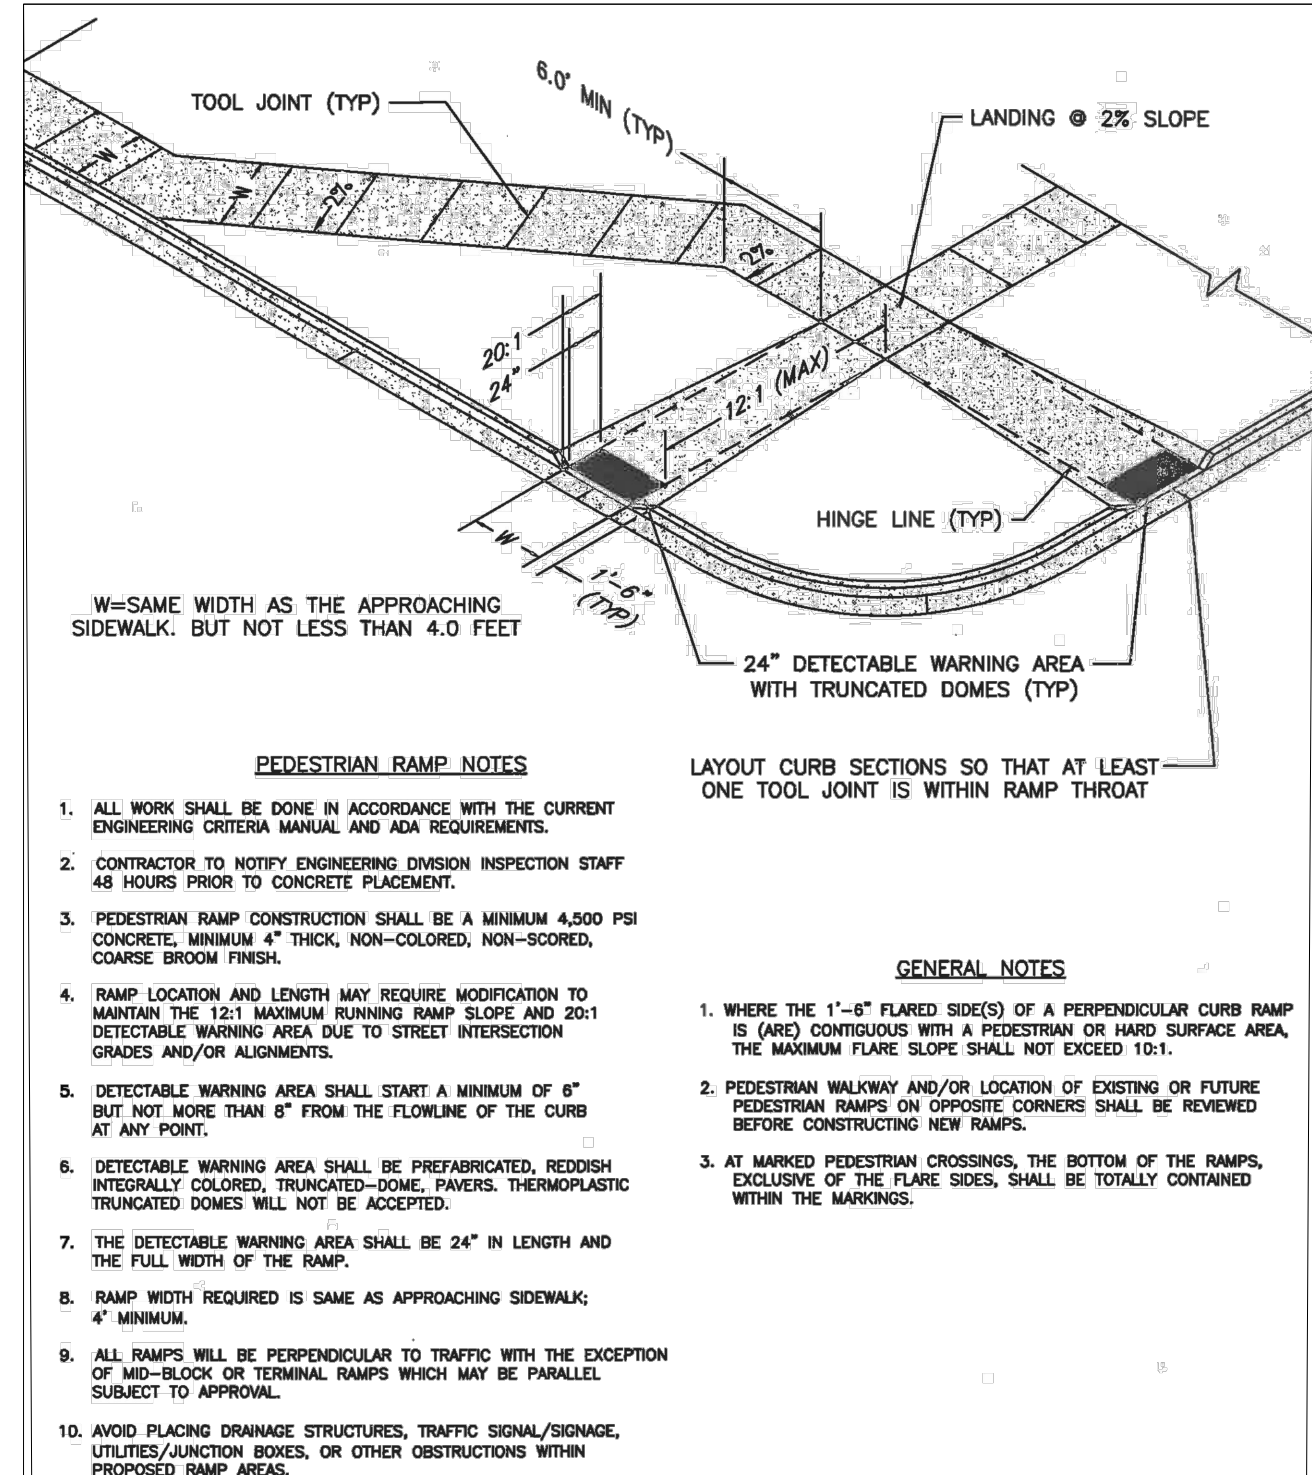 6.0' MIN (TYP)
TOOL JOINT (TYP)
LANDING @ 2% SLOPE
W
W
2%
2%
20:1
24"
12:1 (MAX)
HINGE LINE (TYP)
W
1'-6"
(TYP)
W=SAME WIDTH AS THE APPROACHING
SIDEWALK. BUT NOT LESS THAN 4.0 FEET
24" DETECTABLE WARNING AREA
WITH TRUNCATED DOMES (TYP)
LAYOUT CURB SECTIONS SO THAT AT LEAST
ONE TOOL JOINT IS WITHIN RAMP THROAT
PEDESTRIAN RAMP NOTES
1. ALL WORK SHALL BE DONE IN ACCORDANCE WITH THE CURRENT
ENGINEERING CRITERIA MANUAL AND ADA REQUIREMENTS.
2. CONTRACTOR TO NOTIFY ENGINEERING DIVISION INSPECTION STAFF
48 HOURS PRIOR TO CONCRETE PLACEMENT.
3. PEDESTRIAN RAMP CONSTRUCTION SHALL BE A MINIMUM 4,500 PSI
CONCRETE, MINIMUM 4" THICK, NON-COLORED, NON-SCORED,
COARSE BROOM FINISH.
4. RAMP LOCATION AND LENGTH MAY REQUIRE MODIFICATION TO
MAINTAIN THE 12:1 MAXIMUM RUNNING RAMP SLOPE AND 20:1
DETECTABLE WARNING AREA DUE TO STREET INTERSECTION
GRADES AND/OR ALIGNMENTS.
5. DETECTABLE WARNING AREA SHALL START A MINIMUM OF 6"
BUT NOT MORE THAN 8" FROM THE FLOWLINE OF THE CURB
AT ANY POINT.
6. DETECTABLE WARNING AREA SHALL BE PREFABRICATED, REDDISH
INTEGRALLY COLORED, TRUNCATED-DOME, PAVERS. THERMOPLASTIC
TRUNCATED DOMES WILL NOT BE ACCEPTED.
7. THE DETECTABLE WARNING AREA SHALL BE 24" IN LENGTH AND
THE FULL WIDTH OF THE RAMP.
8. RAMP WIDTH REQUIRED IS SAME AS APPROACHING SIDEWALK;
4' MINIMUM.
9. ALL RAMPS WILL BE PERPENDICULAR TO TRAFFIC WITH THE EXCEPTION
OF MID-BLOCK OR TERMINAL RAMPS WHICH MAY BE PARALLEL
SUBJECT TO APPROVAL.
10. AVOID PLACING DRAINAGE STRUCTURES, TRAFFIC SIGNAL/SIGNAGE,
UTILITIES/JUNCTION BOXES, OR OTHER OBSTRUCTIONS WITHIN
PROPOSED RAMP AREAS.
GENERAL NOTES
1. WHERE THE 1'-6" FLARED SIDE(S) OF A PERPENDICULAR CURB RAMP
IS (ARE) CONTIGUOUS WITH A PEDESTRIAN OR HARD SURFACE AREA,
THE MAXIMUM FLARE SLOPE SHALL NOT EXCEED 10:1.
2. PEDESTRIAN WALKWAY AND/OR LOCATION OF EXISTING OR FUTURE
PEDESTRIAN RAMPS ON OPPOSITE CORNERS SHALL BE REVIEWED
BEFORE CONSTRUCTING NEW RAMPS.
3. AT MARKED PEDESTRIAN CROSSINGS, THE BOTTOM OF THE RAMPS,
EXCLUSIVE OF THE FLARE SIDES, SHALL BE TOTALLY CONTAINED
WITHIN THE MARKINGS.